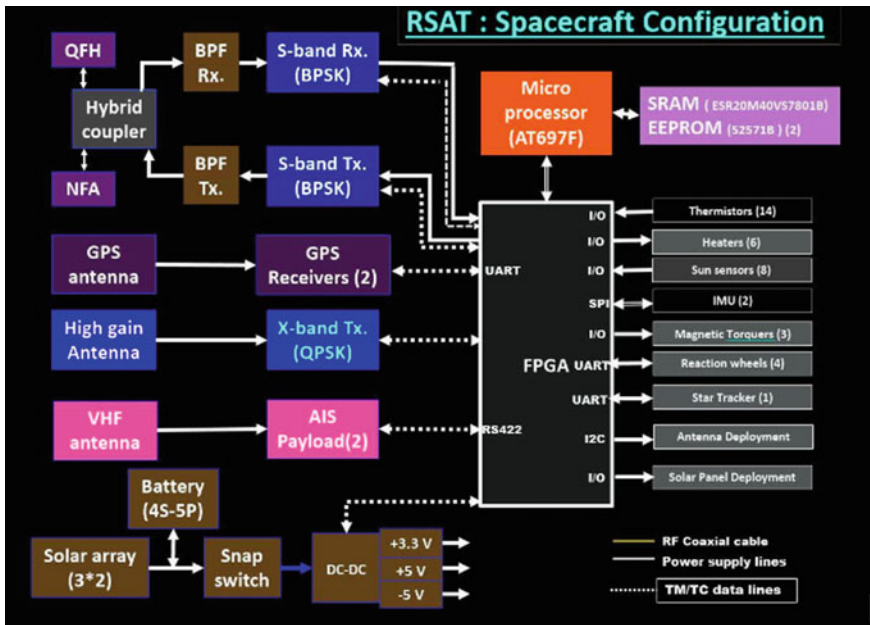 RSAT : Spacecraft Configuration
QFH
BPF
Rx.
S-band Rx.
(BPSK)
Hybrid
coupler
Micro
processor
(AT697F)
SRAM ( ESR20M40VS7801B)
EEPROM (S2571B ) (2)
NFA
BPF
Tx.
S-band Tx.
(BPSK)
GPS
antenna
GPS
Receivers (2)
High gain
Antenna
X-band Tx.
(QPSK)
VHF
antenna
AIS
Payload(2)
UART
RS422
FPGA
I/O
Thermistors (14)
I/O
Heaters (6)
I/O
Sun sensors (8)
SPI
IMU (2)
I/O
Magnetic Torquers (3)
UART
Reaction wheels (4)
UART
Star Tracker (1)
I2C
Antenna Deployment
I/O
Solar Panel Deployment
Battery
(4S-5P)
Solar array
(3*2)
Snap
switch
DC-DC
+3.3 V
+5 V
-5 V
RF Coaxial cable
Power supply lines
TM/TC data lines